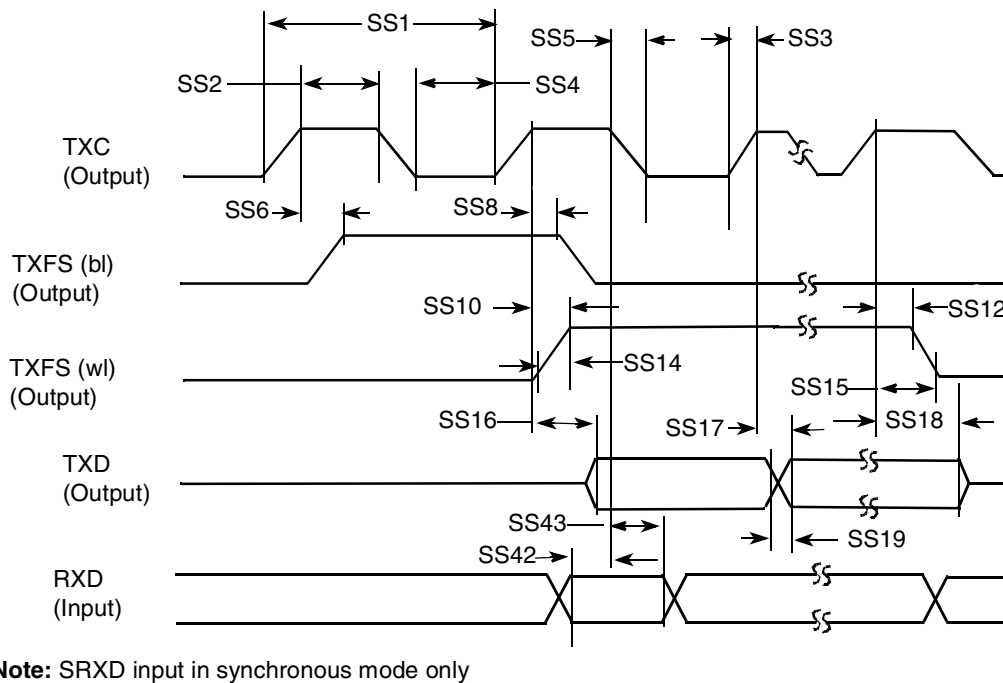 SS1
SS5
SS3
SS2
SS4
TXC
(Output)
SS6
SS8
TXFS (bl)
(Output)
SS10
SS12
TXFS (wl)
(Output)
SS14
SS15
SS16
SS17
SS18
TXD
(Output)
SS43
SS19
SS42
RXD
(Input)
Note: SRXD input in synchronous mode only